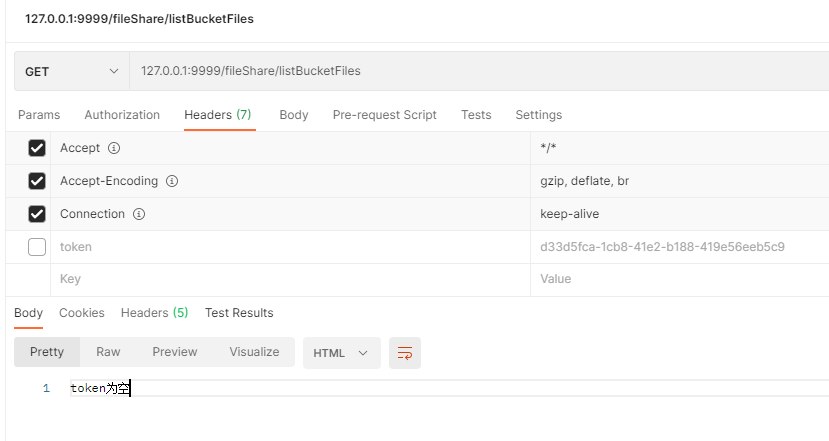 127.0.0.1:9999/fileShare/listBucketFiles
GET 127.0.0.1:9999/fileShare/listBucketFiles
Params Authorization Headers (7) Body Pre-request Script Tests Settings
Accept */*
Accept-Encoding gzip, deflate, br
Connection keep-alive
token d33d5fca-1cb8-41e2-b188-419e56eeb5c9
Key Value
Body Cookies Headers (5) Test Results
Pretty Raw Preview Visualize HTML
1 token为空